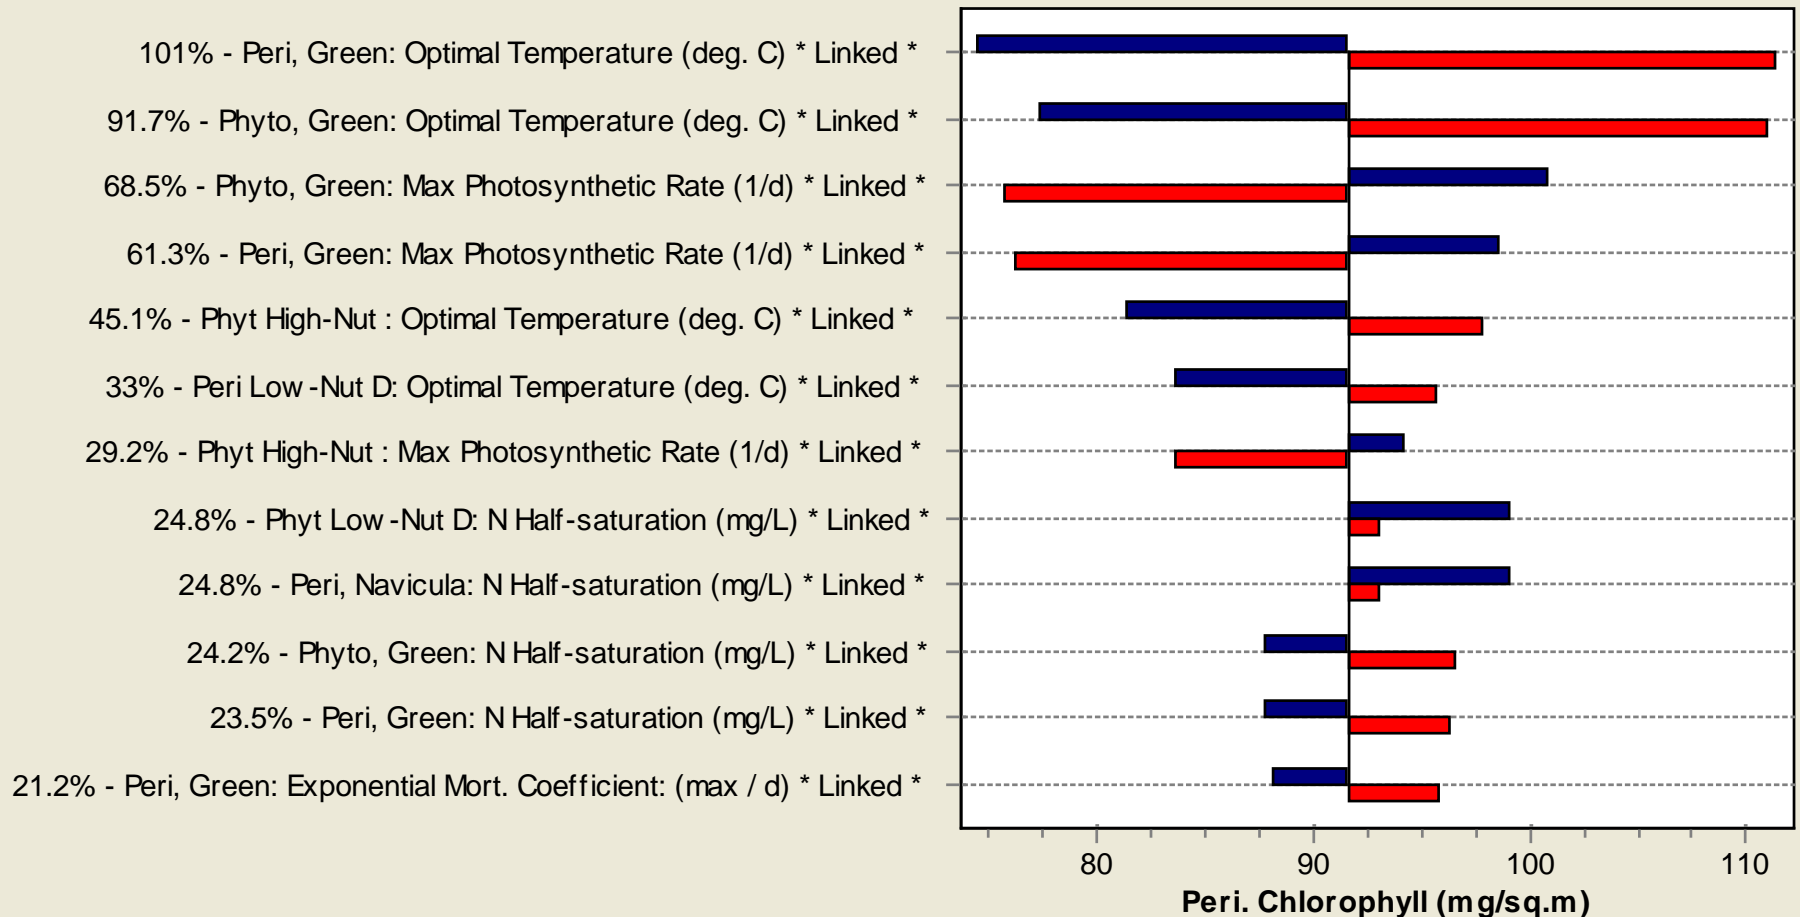 101% - Peri, Green: Optimal Temperature (deg. C) * Linked *
91.7% - Phyto, Green: Optimal Temperature (deg. C) * Linked *
68.5% - Phyto, Green: Max Photosynthetic Rate (1/d) * Linked *
61.3% - Peri, Green: Max Photosynthetic Rate (1/d) * Linked *
45.1% - Phyt High-Nut : Optimal Temperature (deg. C) * Linked *
33% - Peri Low-Nut D: Optimal Temperature (deg. C) * Linked *
29.2% - Phyt High-Nut : Max Photosynthetic Rate (1/d) * Linked *
24.8% - Phyt Low-Nut D: N Half-saturation (mg/L) * Linked *
24.8% - Peri, Navicula: N Half-saturation (mg/L) * Linked *
24.2% - Phyto, Green: N Half-saturation (mg/L) * Linked *
23.5% - Peri, Green: N Half-saturation (mg/L) * Linked *
21.2% - Peri, Green: Exponential Mort. Coefficient: (max / d) * Linked *
80 90 100 110
Peri. Chlorophyll (mg/sq.m)